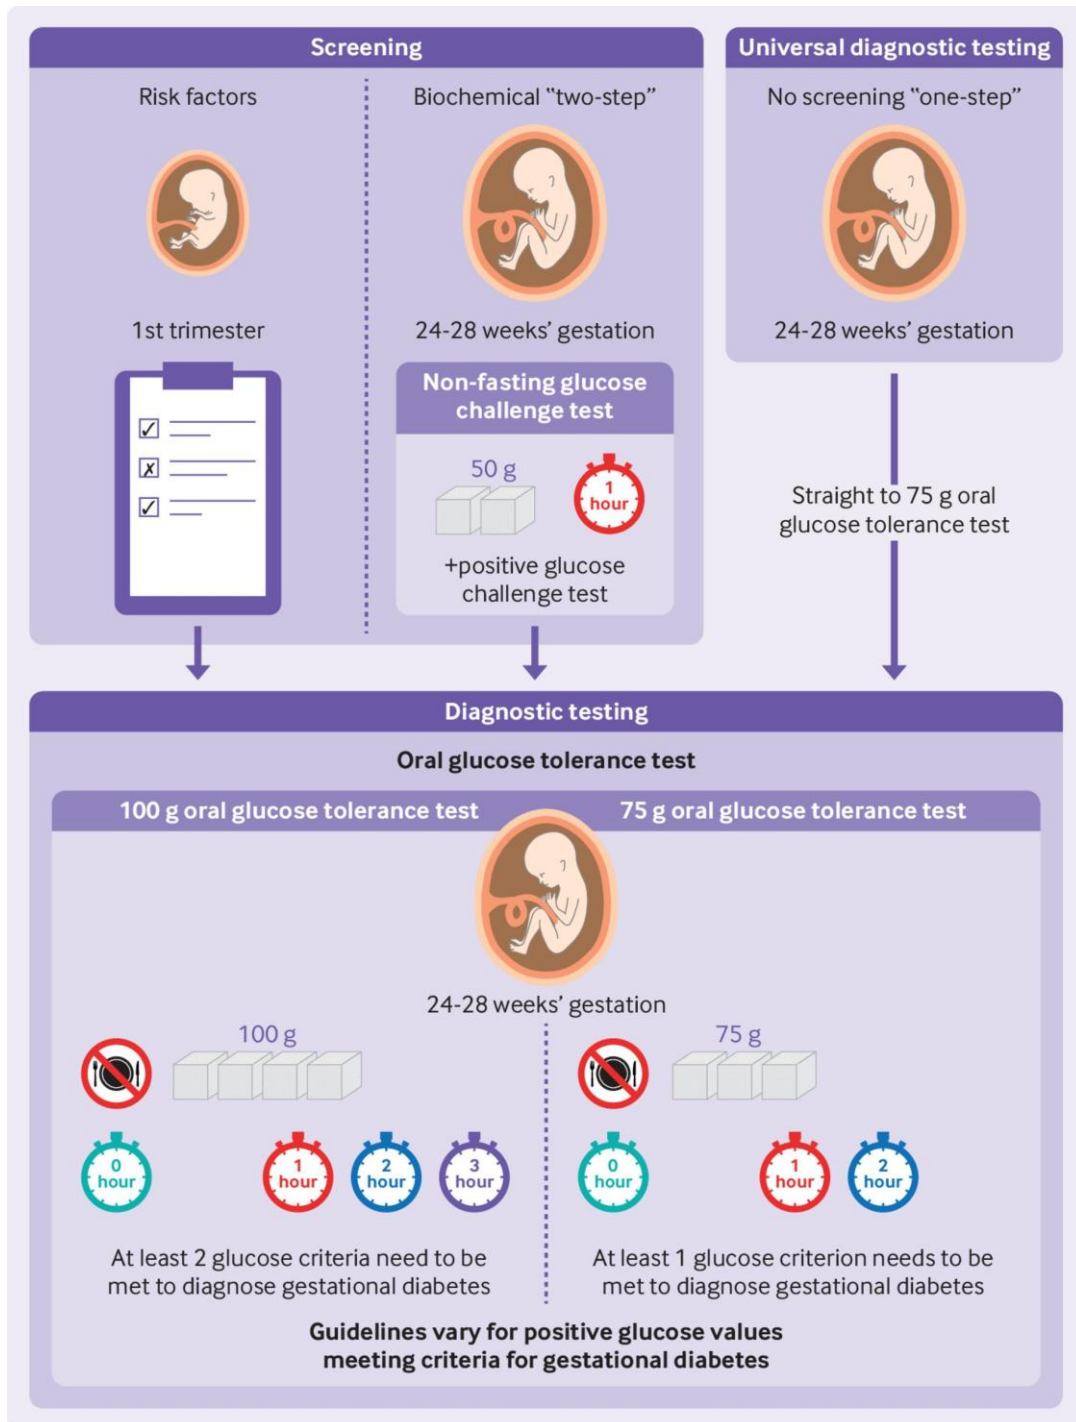 Screening
Risk factors
1st trimester
Biochemical "two-step"
24-28 weeks' gestation
Non-fasting glucose
challenge test
50 g
1
hour
+positive glucose
challenge test
Universal diagnostic testing
No screening "one-step"
24-28 weeks' gestation
Straight to 75 g oral
glucose tolerance test
Diagnostic testing
Oral glucose tolerance test
100 g oral glucose tolerance test
75 g oral glucose tolerance test
24-28 weeks' gestation
100 g
0
hour
1
hour
2
hour
3
hour
At least 2 glucose criteria need to be
met to diagnose gestational diabetes
75 g
0
hour
1
hour
2
hour
At least 1 glucose criterion needs to be
met to diagnose gestational diabetes
Guidelines vary for positive glucose values
meeting criteria for gestational diabetes